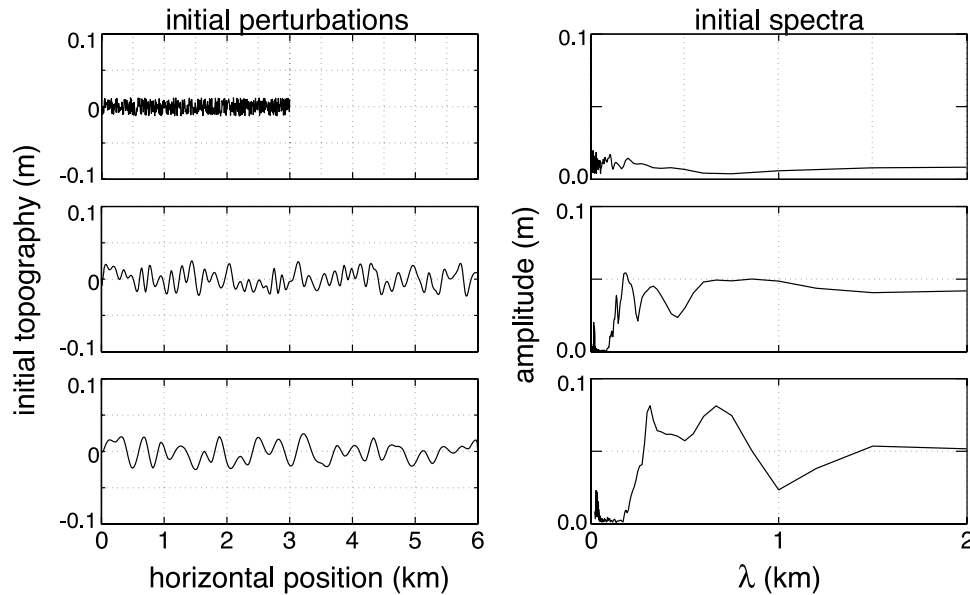 initial perturbations
initial spectra
0.1
0
-0.1
0.1
0.0
0.1
0
-0.1
0.1
0.0
0.1
0
-0.1
0.1
0.0
0 1 2 3 4 5 6
0 1 2
initial topography (m)
amplitude (m)
horizontal position (km)
λ (km)